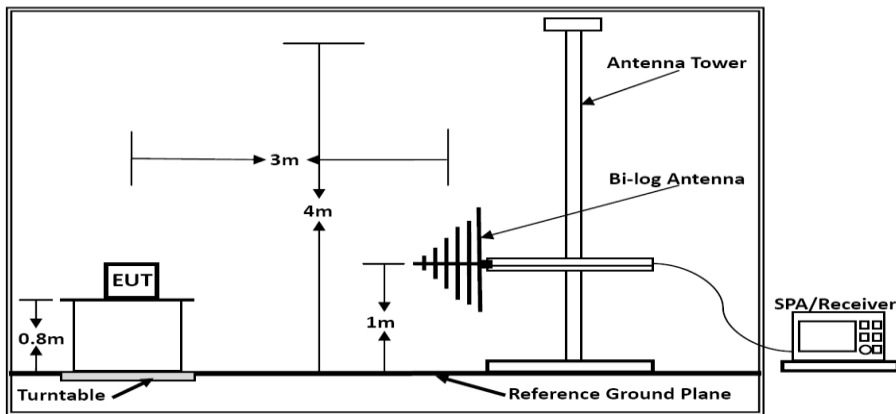 Antenna Tower
3m
Bi-log Antenna
4m
EUT
SPA/Receiver
0.8m
1m
Turntable
Reference Ground Plane